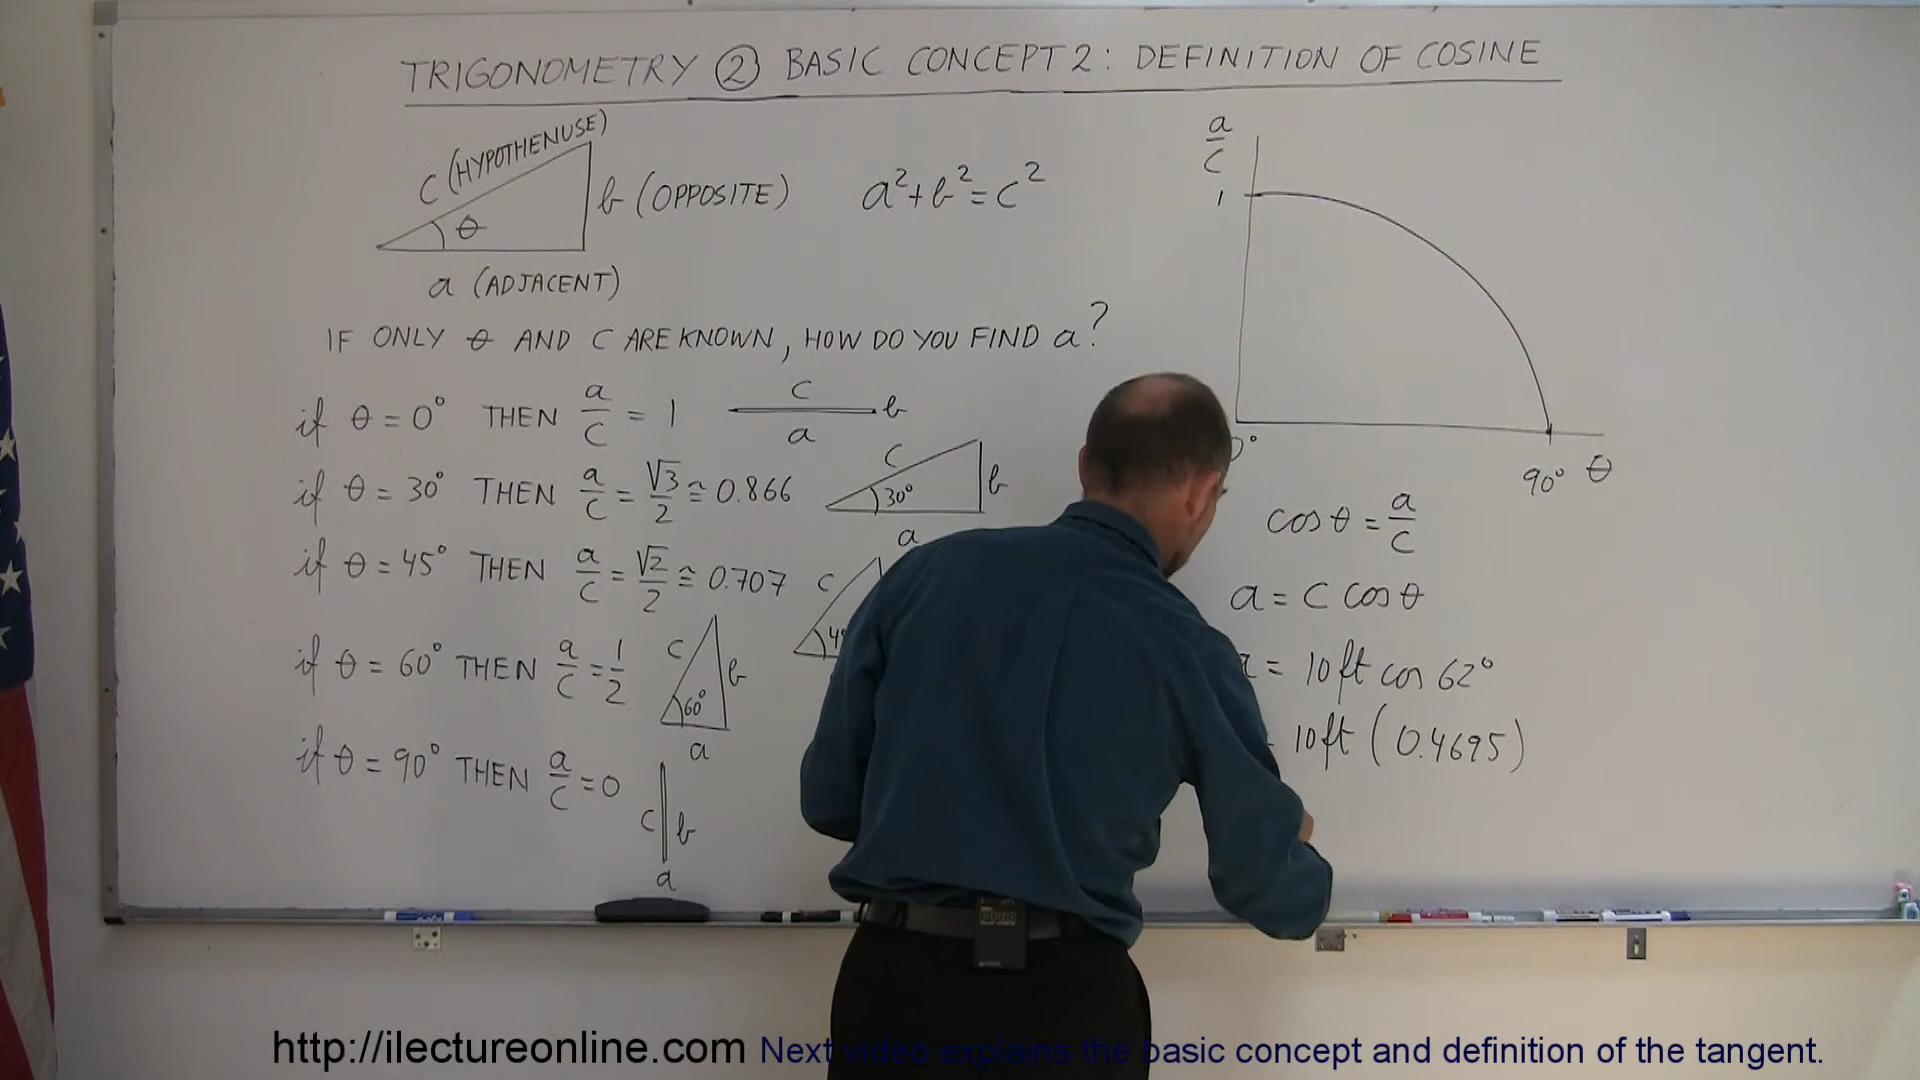 TRIGONOMETRY ② BASIC CONCEPT 2: DEFINITION OF COSINE
C (HYPOTHENUSE)
θ
b (OPPOSITE)
a (ADJACENT)
a²+b²=c²
IF ONLY θ AND C ARE KNOWN, HOW DO YOU FIND a?
if θ = 0° THEN a/c = 1
c
b
a
if θ = 30° THEN a/c = √3/2 ≅ 0.866
c
30°
b
a
if θ = 45° THEN a/c = √2/2 ≅ 0.707
c
if θ = 60° THEN a/c = 1/2
c
60°
b
a
if θ = 90° THEN a/c = 0
c
b
a
a/c
1
90° θ
cos θ = a/c
a = c cos θ
= 10 ft cos 62°
10 ft (0.4695)
http://ilectureonline.com Next video explains the basic concept and definition of the tangent.